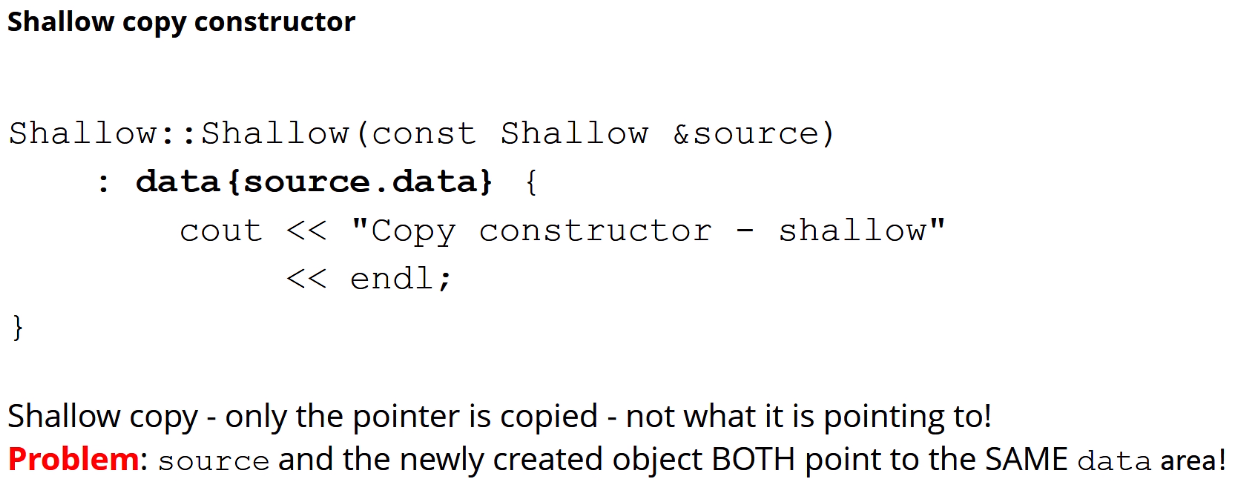 Shallow copy constructor
Shallow::Shallow(const Shallow &source)
    : data{source.data} {
        cout << "Copy constructor - shallow"
             << endl;
}
Shallow copy - only the pointer is copied - not what it is pointing to!
Problem: source and the newly created object BOTH point to the SAME data area!